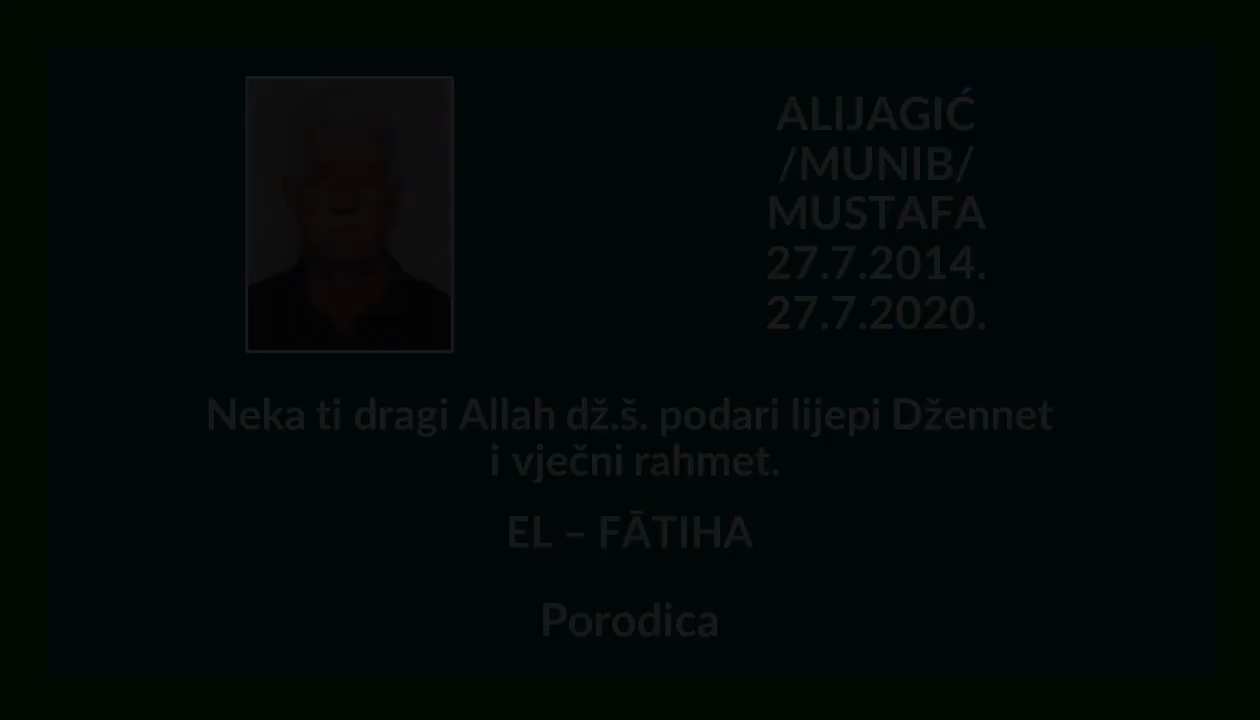 ALIJAGIĆ
/MUNIB/
MUSTAFA
27.7.2014.
27.7.2020.
Neka ti dragi Allah dž.š. podari lijepi Džennet
i vječni rahmet.
EL – FĀTIHA
Porodica